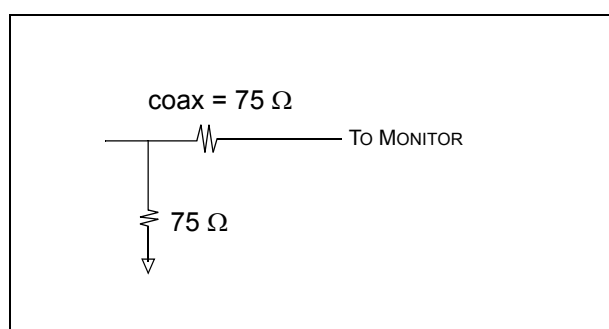 coax = 75 Ω
TO MONITOR
75 Ω